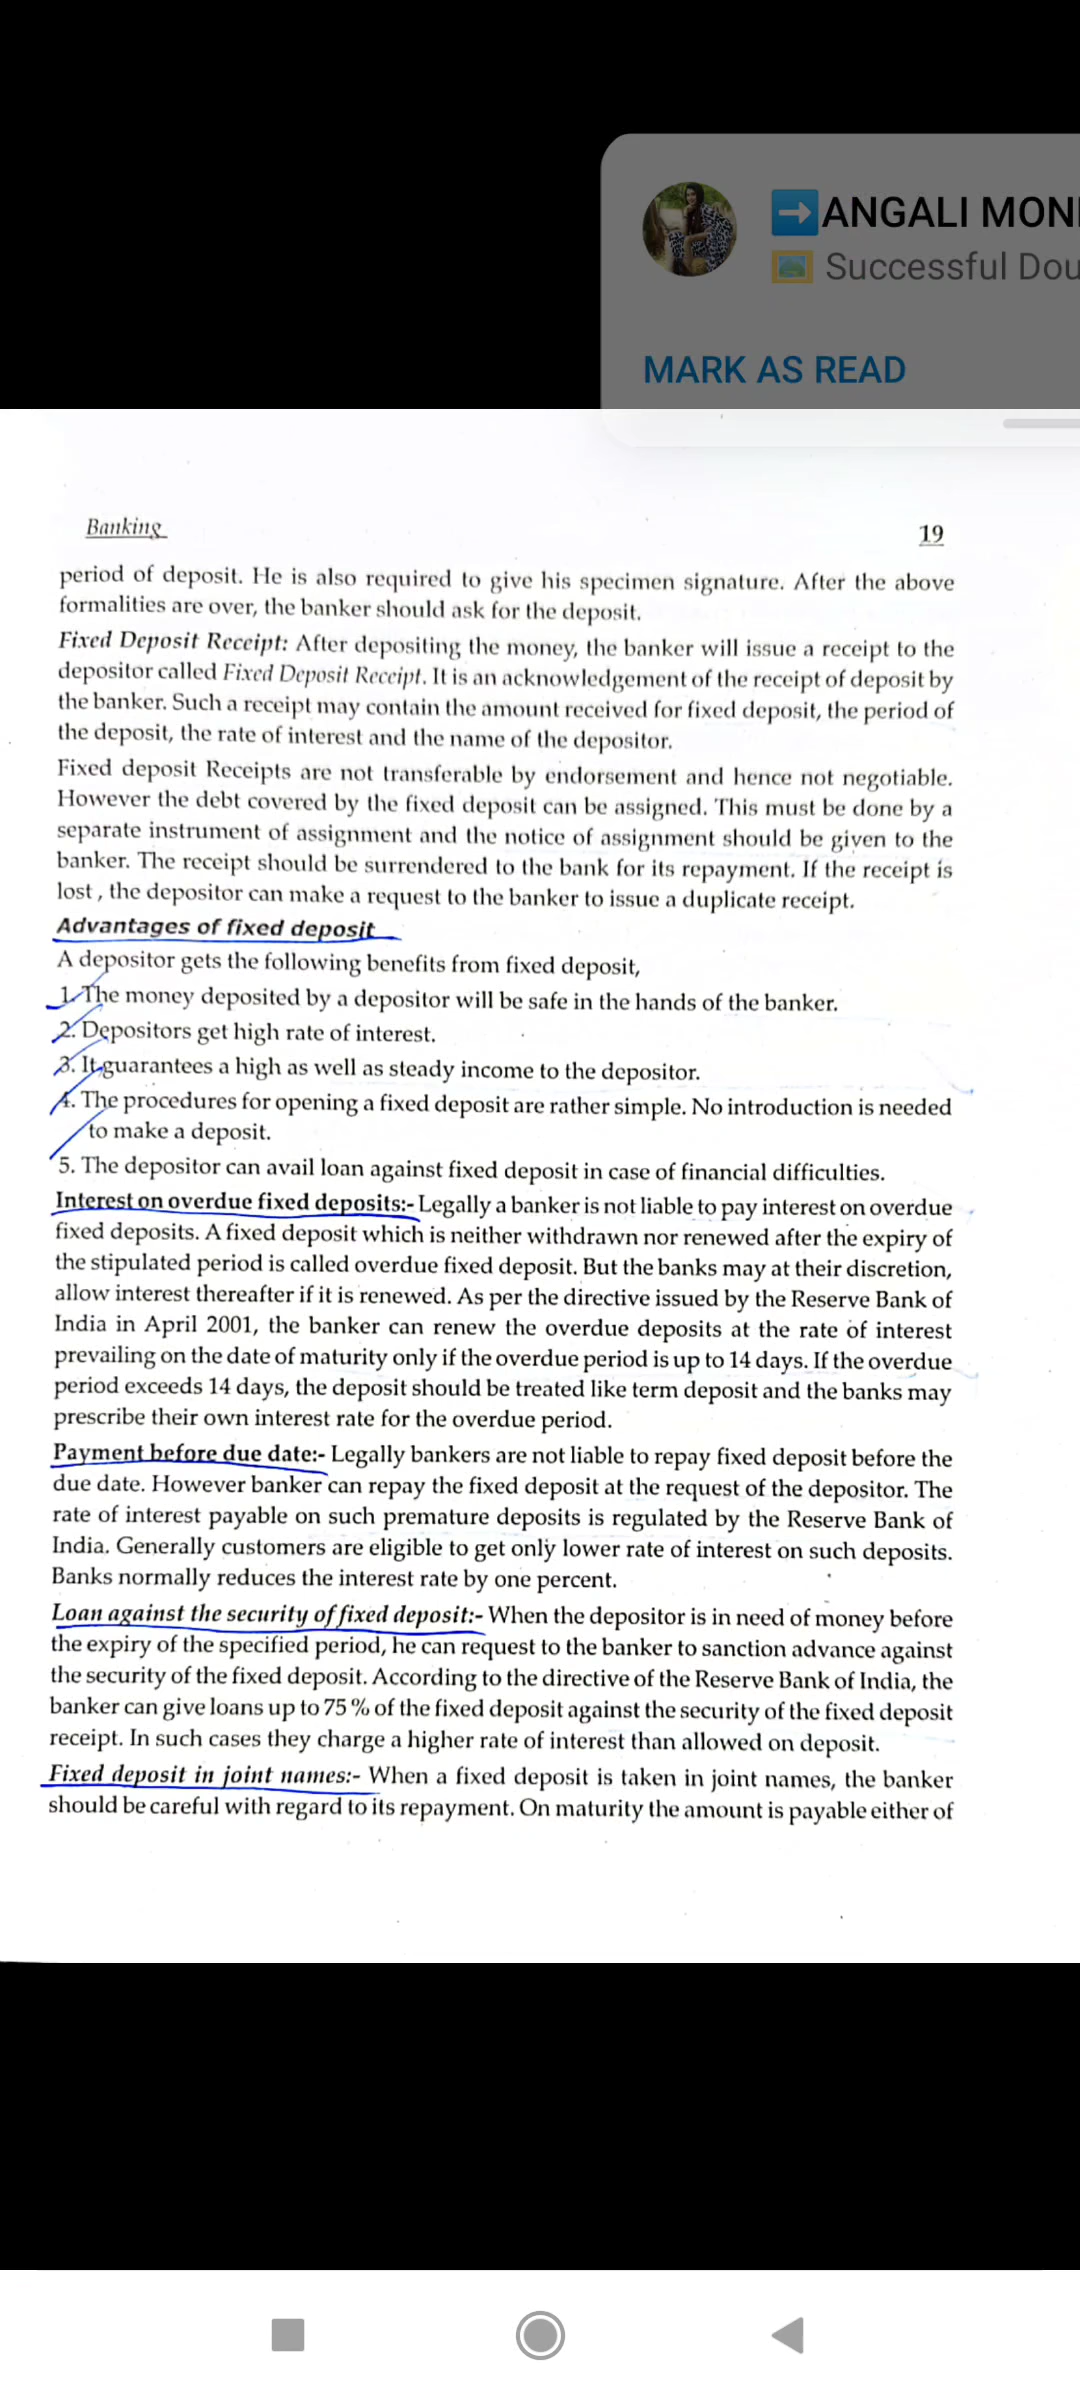 ➡️ANGALI MON
🖼️ Successful Dou
MARK AS READ
Banking
19
period of deposit. He is also required to give his specimen signature. After the above
formalities are over, the banker should ask for the deposit.
Fixed Deposit Receipt: After depositing the money, the banker will issue a receipt to the
depositor called Fixed Deposit Receipt. It is an acknowledgement of the receipt of deposit by
the banker. Such a receipt may contain the amount received for fixed deposit, the period of
the deposit, the rate of interest and the name of the depositor.
Fixed deposit Receipts are not transferable by endorsement and hence not negotiable.
However the debt covered by the fixed deposit can be assigned. This must be done by a
separate instrument of assignment and the notice of assignment should be given to the
banker. The receipt should be surrendered to the bank for its repayment. If the receipt is
lost , the depositor can make a request to the banker to issue a duplicate receipt.
Advantages of fixed deposit
A depositor gets the following benefits from fixed deposit,
1. The money deposited by a depositor will be safe in the hands of the banker.
2. Depositors get high rate of interest.
3. It guarantees a high as well as steady income to the depositor.
4. The procedures for opening a fixed deposit are rather simple. No introduction is needed
to make a deposit.
5. The depositor can avail loan against fixed deposit in case of financial difficulties.
Interest on overdue fixed deposits:- Legally a banker is not liable to pay interest on overdue
fixed deposits. A fixed deposit which is neither withdrawn nor renewed after the expiry of
the stipulated period is called overdue fixed deposit. But the banks may at their discretion,
allow interest thereafter if it is renewed. As per the directive issued by the Reserve Bank of
India in April 2001, the banker can renew the overdue deposits at the rate of interest
prevailing on the date of maturity only if the overdue period is up to 14 days. If the overdue
period exceeds 14 days, the deposit should be treated like term deposit and the banks may
prescribe their own interest rate for the overdue period.
Payment before due date:- Legally bankers are not liable to repay fixed deposit before the
due date. However banker can repay the fixed deposit at the request of the depositor. The
rate of interest payable on such premature deposits is regulated by the Reserve Bank of
India. Generally customers are eligible to get only lower rate of interest on such deposits.
Banks normally reduces the interest rate by one percent.
Loan against the security of fixed deposit:- When the depositor is in need of money before
the expiry of the specified period, he can request to the banker to sanction advance against
the security of the fixed deposit. According to the directive of the Reserve Bank of India, the
banker can give loans up to 75 % of the fixed deposit against the security of the fixed deposit
receipt. In such cases they charge a higher rate of interest than allowed on deposit.
Fixed deposit in joint names:- When a fixed deposit is taken in joint names, the banker
should be careful with regard to its repayment. On maturity the amount is payable either of